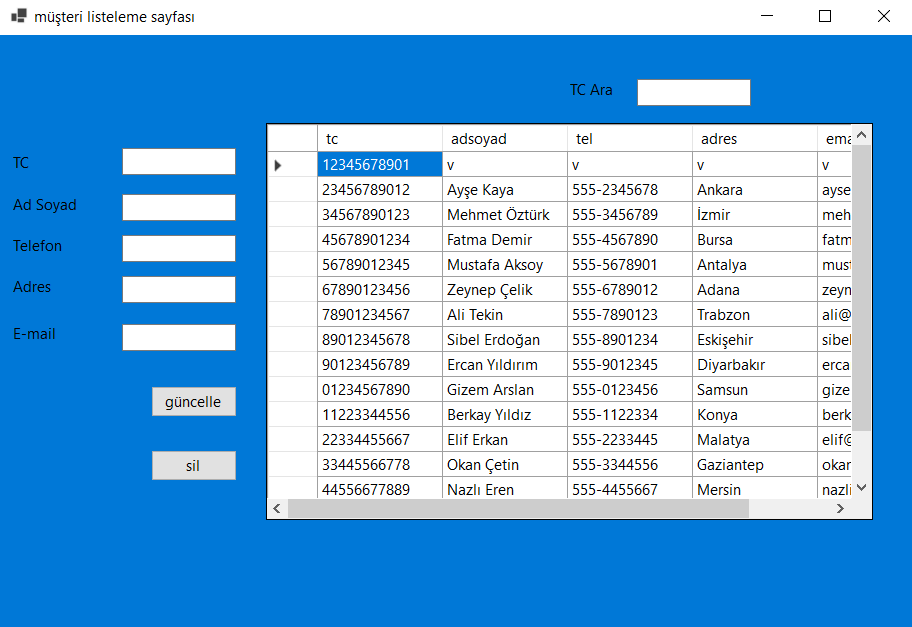 müşteri listeleme sayfası
TC Ara
TC
Ad Soyad
Telefon
Adres
E-mail
güncelle
sil
tc adsoyad tel adres ema
12345678901 v v v v
23456789012 Ayşe Kaya 555-2345678 Ankara ayse
34567890123 Mehmet Öztürk 555-3456789 İzmir meh
45678901234 Fatma Demir 555-4567890 Bursa fatm
56789012345 Mustafa Aksoy 555-5678901 Antalya must
67890123456 Zeynep Çelik 555-6789012 Adana zeyn
78901234567 Ali Tekin 555-7890123 Trabzon ali@
89012345678 Sibel Erdoğan 555-8901234 Eskişehir sibel
90123456789 Ercan Yıldırım 555-9012345 Diyarbakır erca
01234567890 Gizem Arslan 555-0123456 Samsun gize
11223344556 Berkay Yıldız 555-1122334 Konya berk
22334455667 Elif Erkan 555-2233445 Malatya elif@
33445566778 Okan Çetin 555-3344556 Gaziantep okan
44556677889 Nazlı Eren 555-4455667 Mersin nazli